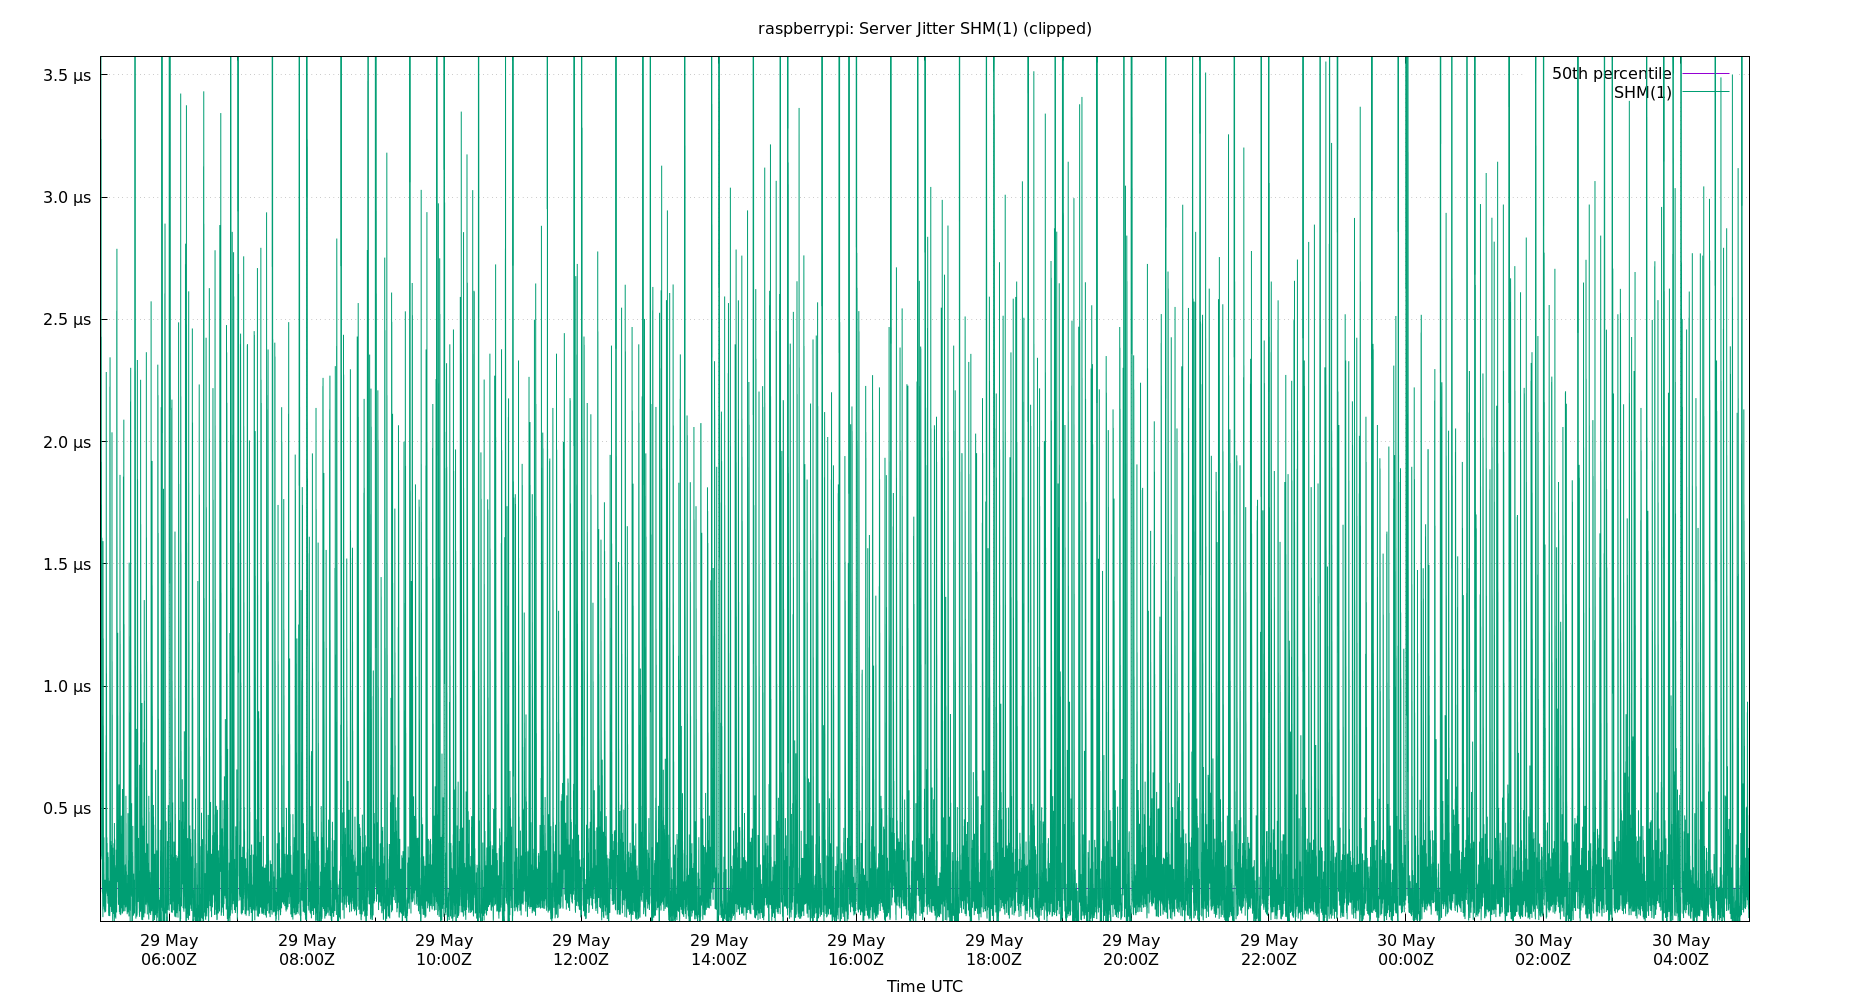 raspberrypi: Server Jitter SHM(1) (clipped)
50th percentile
SHM(1)
3.5 µs
3.0 µs
2.5 µs
2.0 µs
1.5 µs
1.0 µs
0.5 µs
29 May 29 May 29 May 29 May 29 May 29 May 29 May 29 May 29 May 30 May 30 May 30 May
06:00Z 08:00Z 10:00Z 12:00Z 14:00Z 16:00Z 18:00Z 20:00Z 22:00Z 00:00Z 02:00Z 04:00Z
Time UTC